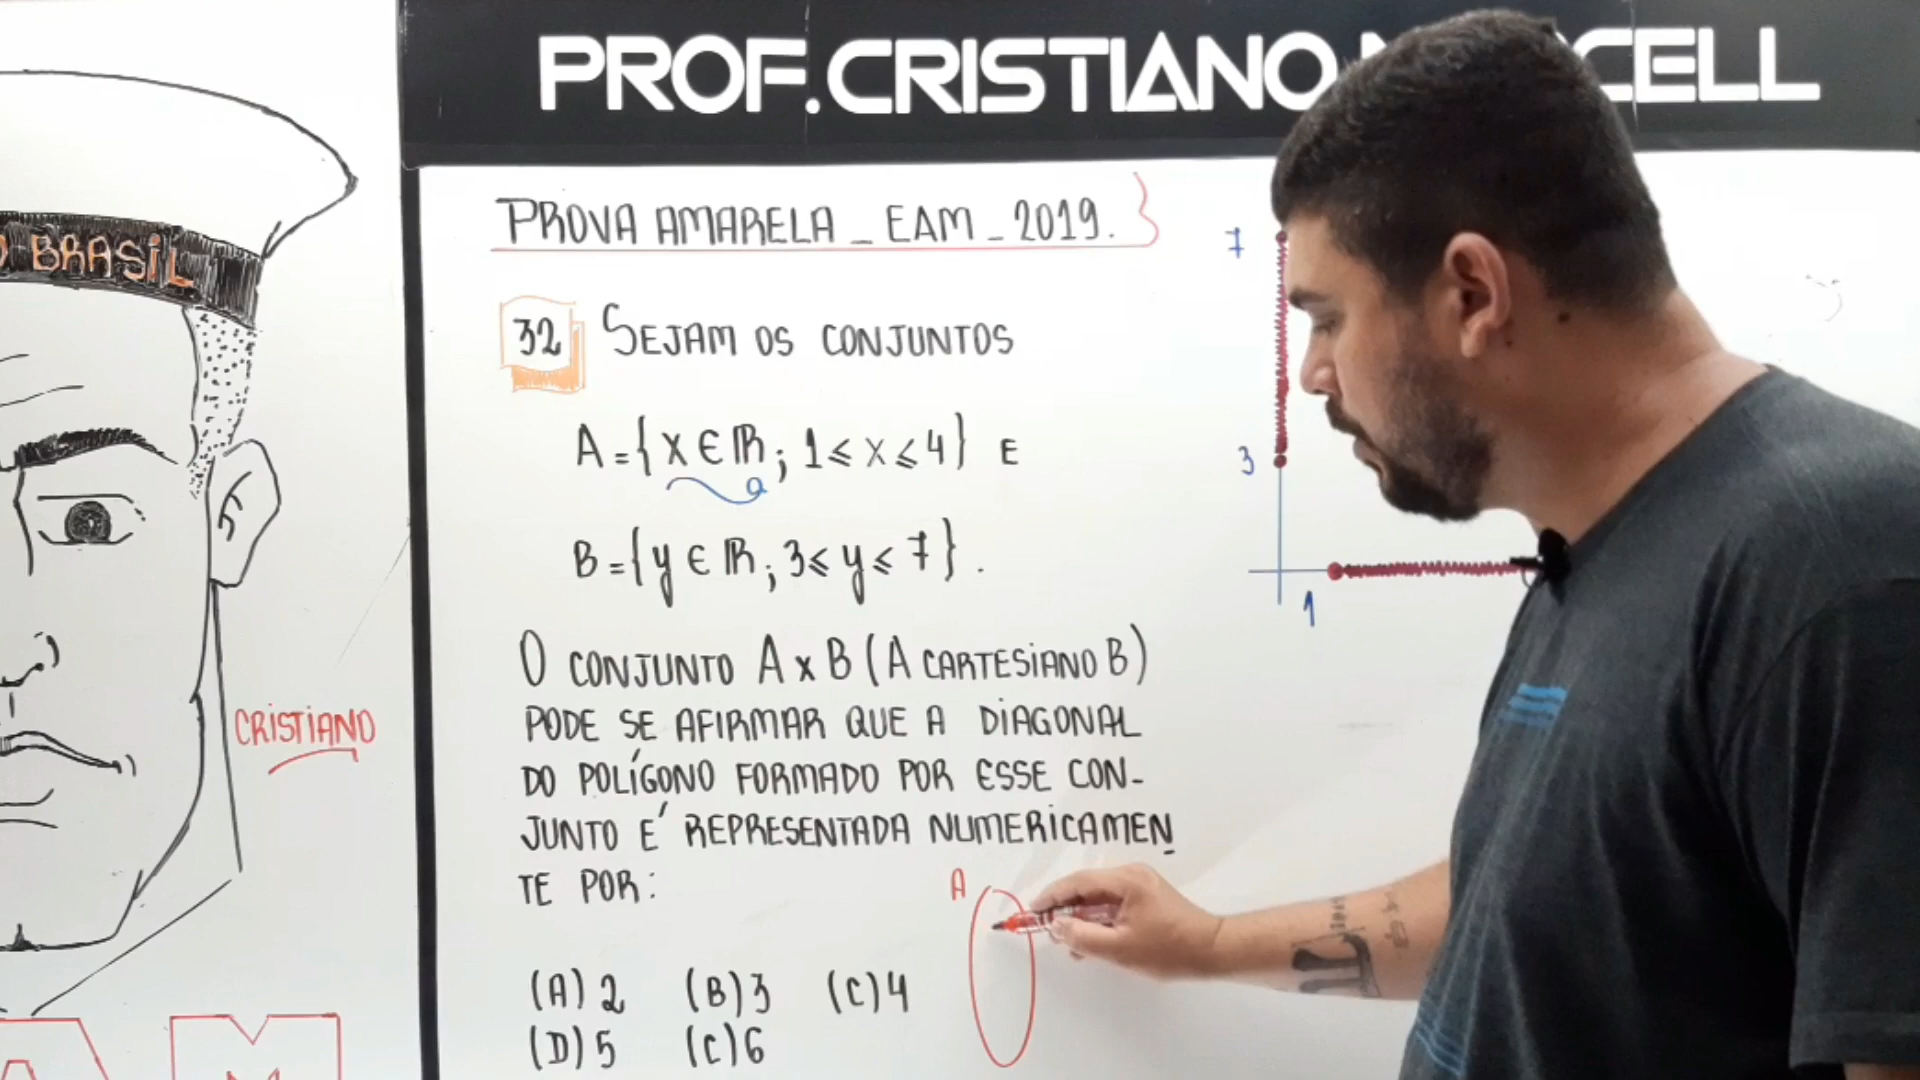 PROF.CRISTIANO CELL
BRASIL
CRISTIANO
PROVA AMARELA _ EAM _ 2019.
32 SEJAM OS CONJUNTOS
A={x∈ℝ; 1≤x≤4} E
B={y∈ℝ; 3≤y≤7}.
O CONJUNTO A x B (A CARTESIANO B)
PODE SE AFIRMAR QUE A DIAGONAL
DO POLÍGONO FORMADO POR ESSE CON-
JUNTO É REPRESENTADA NUMERICAMEN
TE POR:
(A) 2 (B) 3 (C) 4
(D) 5 (C) 6
A
7
3
1